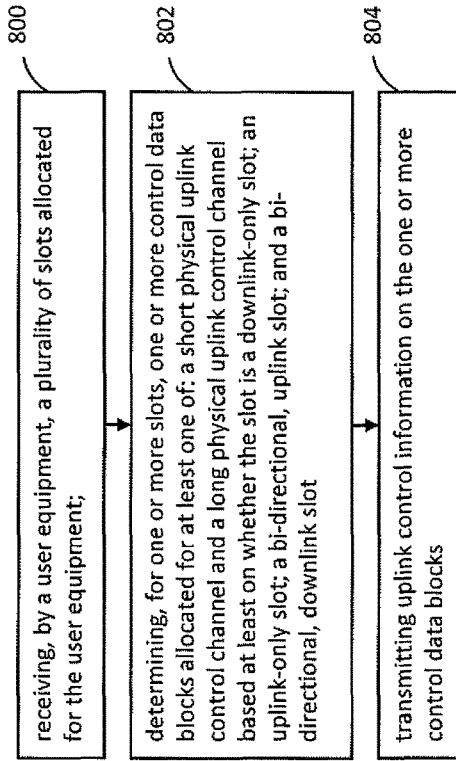 800
receiving, by a user equipment, a plurality of slots allocated
for the user equipment;
802
determining, for one or more slots, one or more control data
blocks allocated for at least one of: a short physical uplink
control channel and a long physical uplink control channel
based at least on whether the slot is a downlink-only slot; an
uplink-only slot; a bi-directional, uplink slot; and a bi-
directional, downlink slot
804
transmitting uplink control information on the one or more
control data blocks